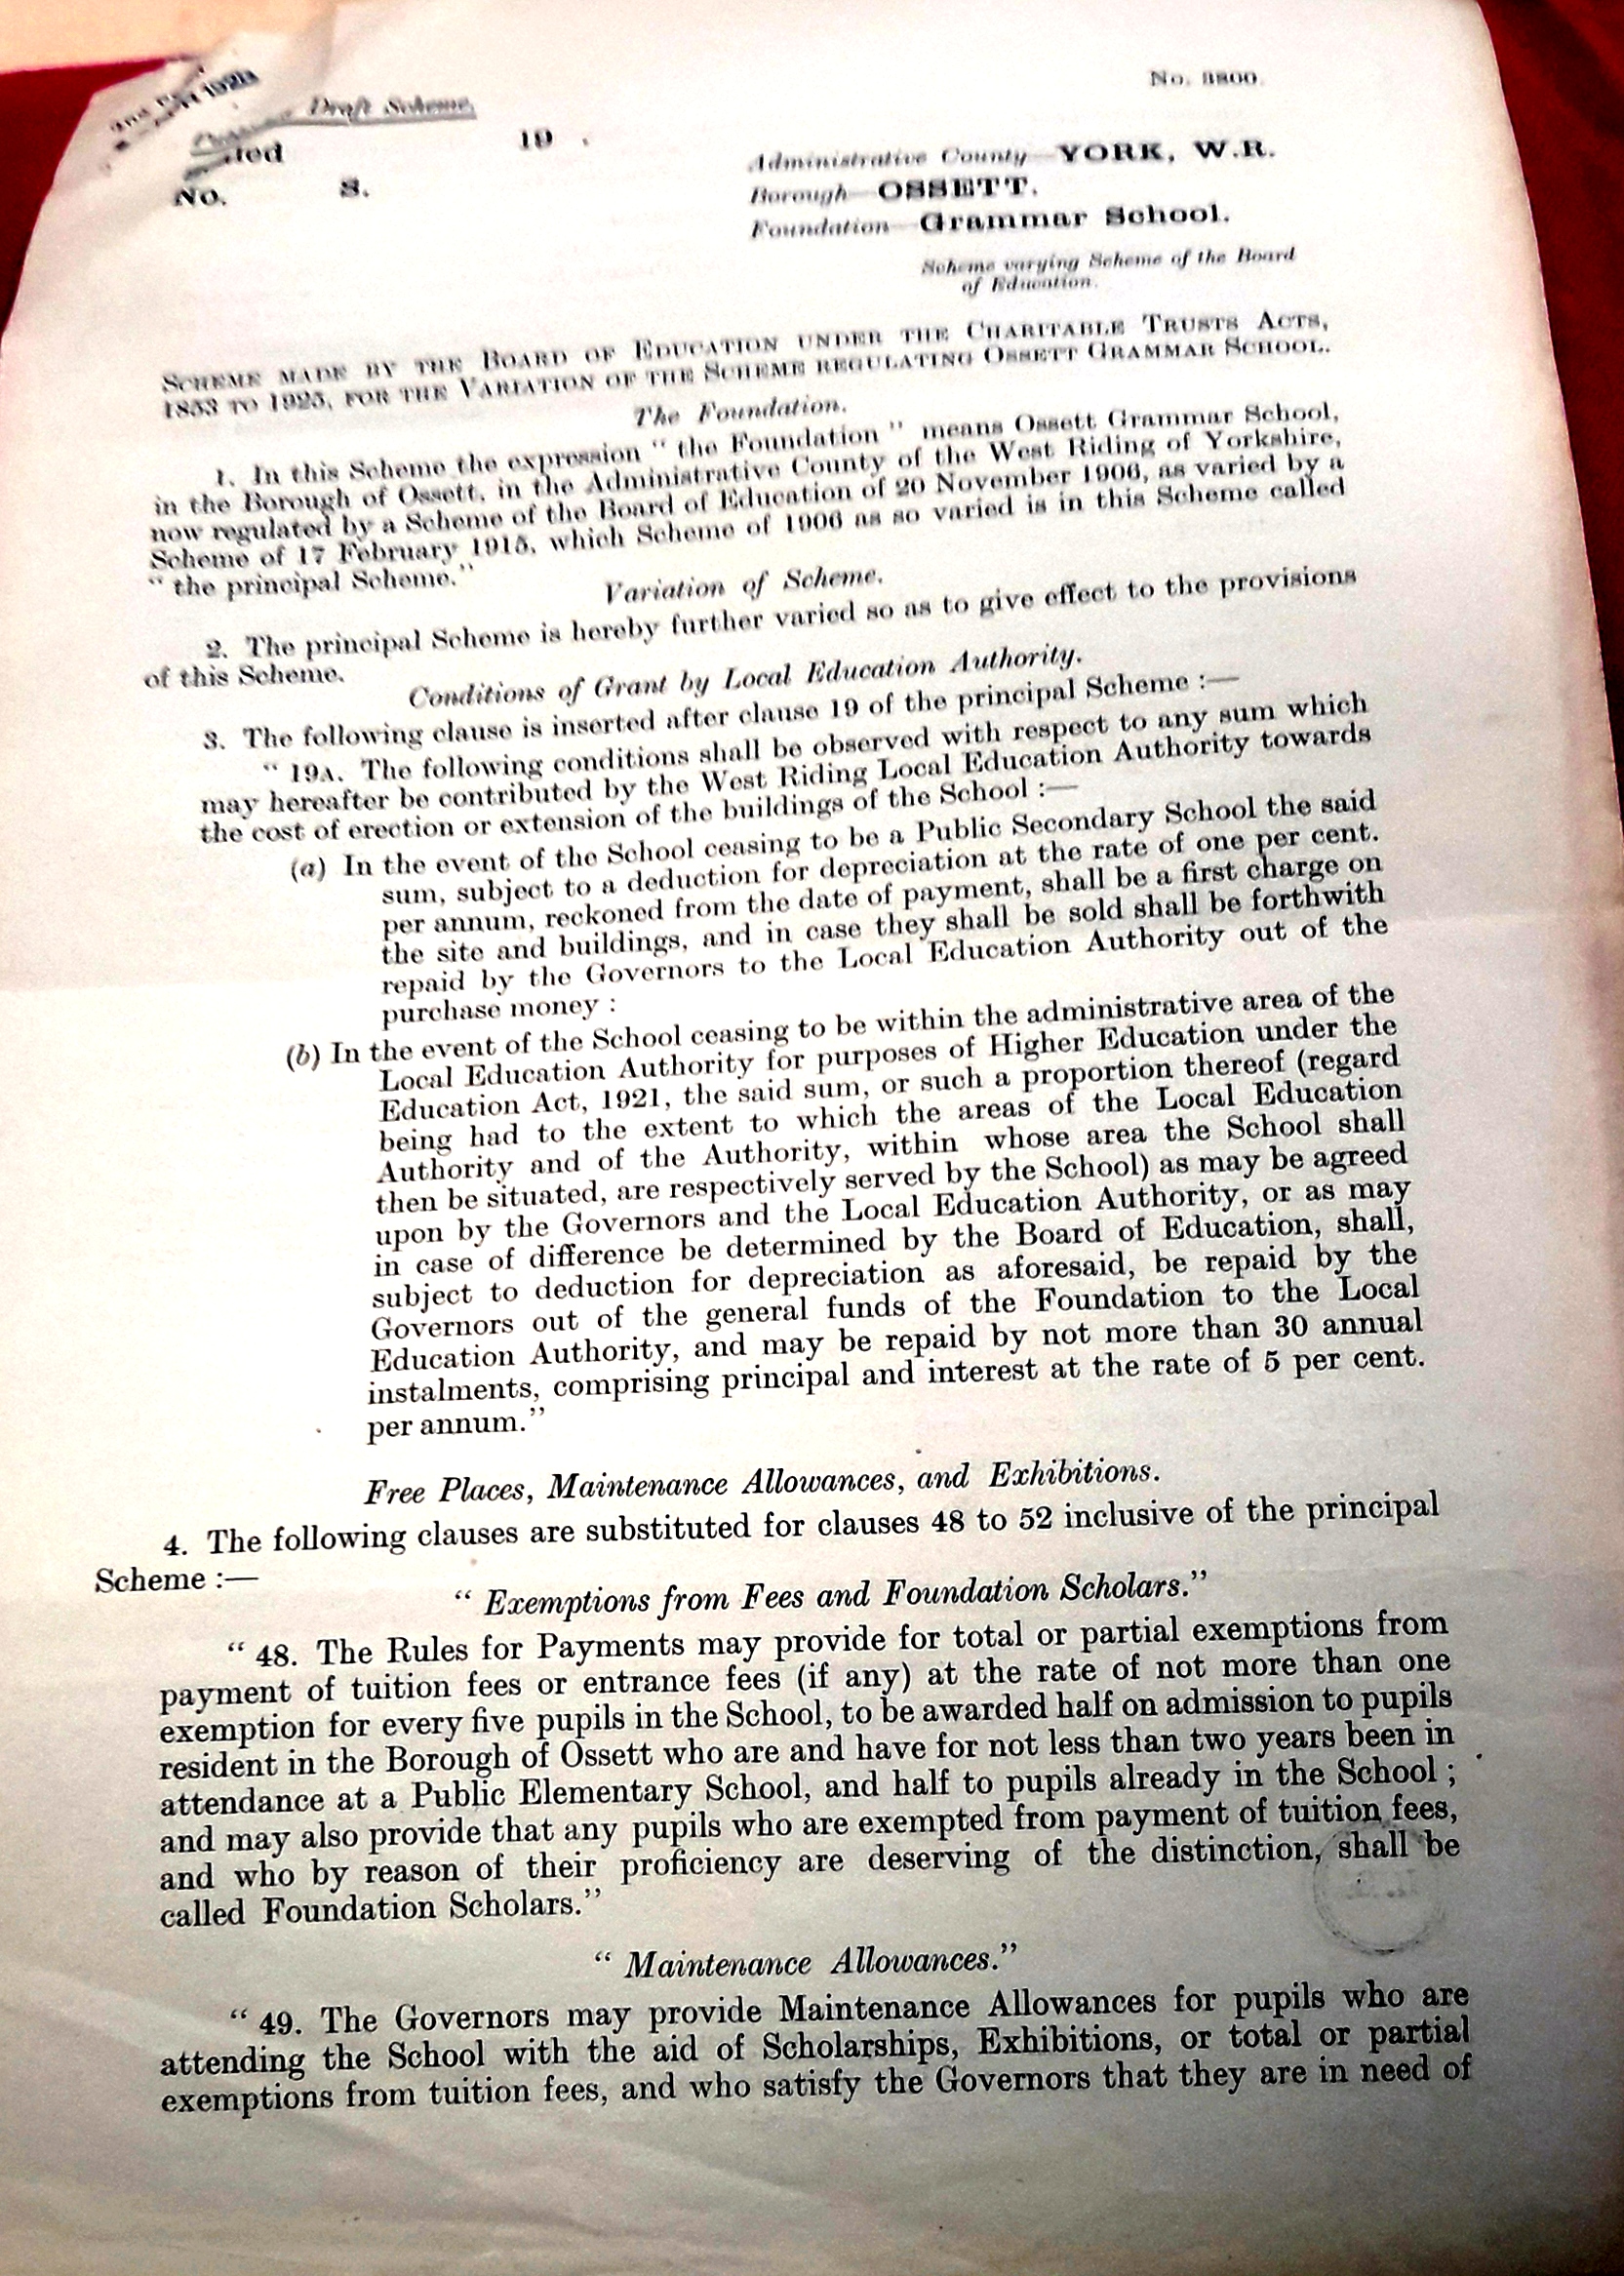 No. 3800.
Draft Scheme.
19 .
No. S.
Administrative County—YORK, W.R.
Borough—OSSETT.
Foundation—Grammar School.
Scheme varying Scheme of the Board
of Education.
SCHEME MADE BY THE BOARD OF EDUCATION UNDER THE CHARITABLE TRUSTS ACTS,
1853 TO 1925, FOR THE VARIATION OF THE SCHEME REGULATING OSSETT GRAMMAR SCHOOL.
The Foundation.
1. In this Scheme the expression “ the Foundation ” means Ossett Grammar School,
in the Borough of Ossett, in the Administrative County of the West Riding of Yorkshire,
now regulated by a Scheme of the Board of Education of 20 November 1906, as varied by a
Scheme of 17 February 1915, which Scheme of 1906 as so varied is in this Scheme called
“ the principal Scheme.”
Variation of Scheme.
2. The principal Scheme is hereby further varied so as to give effect to the provisions
of this Scheme.
Conditions of Grant by Local Education Authority.
3. The following clause is inserted after clause 19 of the principal Scheme :—
“ 19A. The following conditions shall be observed with respect to any sum which
may hereafter be contributed by the West Riding Local Education Authority towards
the cost of erection or extension of the buildings of the School :—
(a) In the event of the School ceasing to be a Public Secondary School the said
sum, subject to a deduction for depreciation at the rate of one per cent.
per annum, reckoned from the date of payment, shall be a first charge on
the site and buildings, and in case they shall be sold shall be forthwith
repaid by the Governors to the Local Education Authority out of the
purchase money :
(b) In the event of the School ceasing to be within the administrative area of the
Local Education Authority for purposes of Higher Education under the
Education Act, 1921, the said sum, or such a proportion thereof (regard
being had to the extent to which the areas of the Local Education
Authority and of the Authority, within whose area the School shall
then be situated, are respectively served by the School) as may be agreed
upon by the Governors and the Local Education Authority, or as may
in case of difference be determined by the Board of Education, shall,
subject to deduction for depreciation as aforesaid, be repaid by the
Governors out of the general funds of the Foundation to the Local
Education Authority, and may be repaid by not more than 30 annual
instalments, comprising principal and interest at the rate of 5 per cent.
per annum.”
Free Places, Maintenance Allowances, and Exhibitions.
4. The following clauses are substituted for clauses 48 to 52 inclusive of the principal
Scheme :—
“ Exemptions from Fees and Foundation Scholars.”
“ 48. The Rules for Payments may provide for total or partial exemptions from
payment of tuition fees or entrance fees (if any) at the rate of not more than one
exemption for every five pupils in the School, to be awarded half on admission to pupils
resident in the Borough of Ossett who are and have for not less than two years been in
attendance at a Public Elementary School, and half to pupils already in the School ;
and may also provide that any pupils who are exempted from payment of tuition fees,
and who by reason of their proficiency are deserving of the distinction, shall be
called Foundation Scholars.”
“ Maintenance Allowances.”
“ 49. The Governors may provide Maintenance Allowances for pupils who are
attending the School with the aid of Scholarships, Exhibitions, or total or partial
exemptions from tuition fees, and who satisfy the Governors that they are in need of